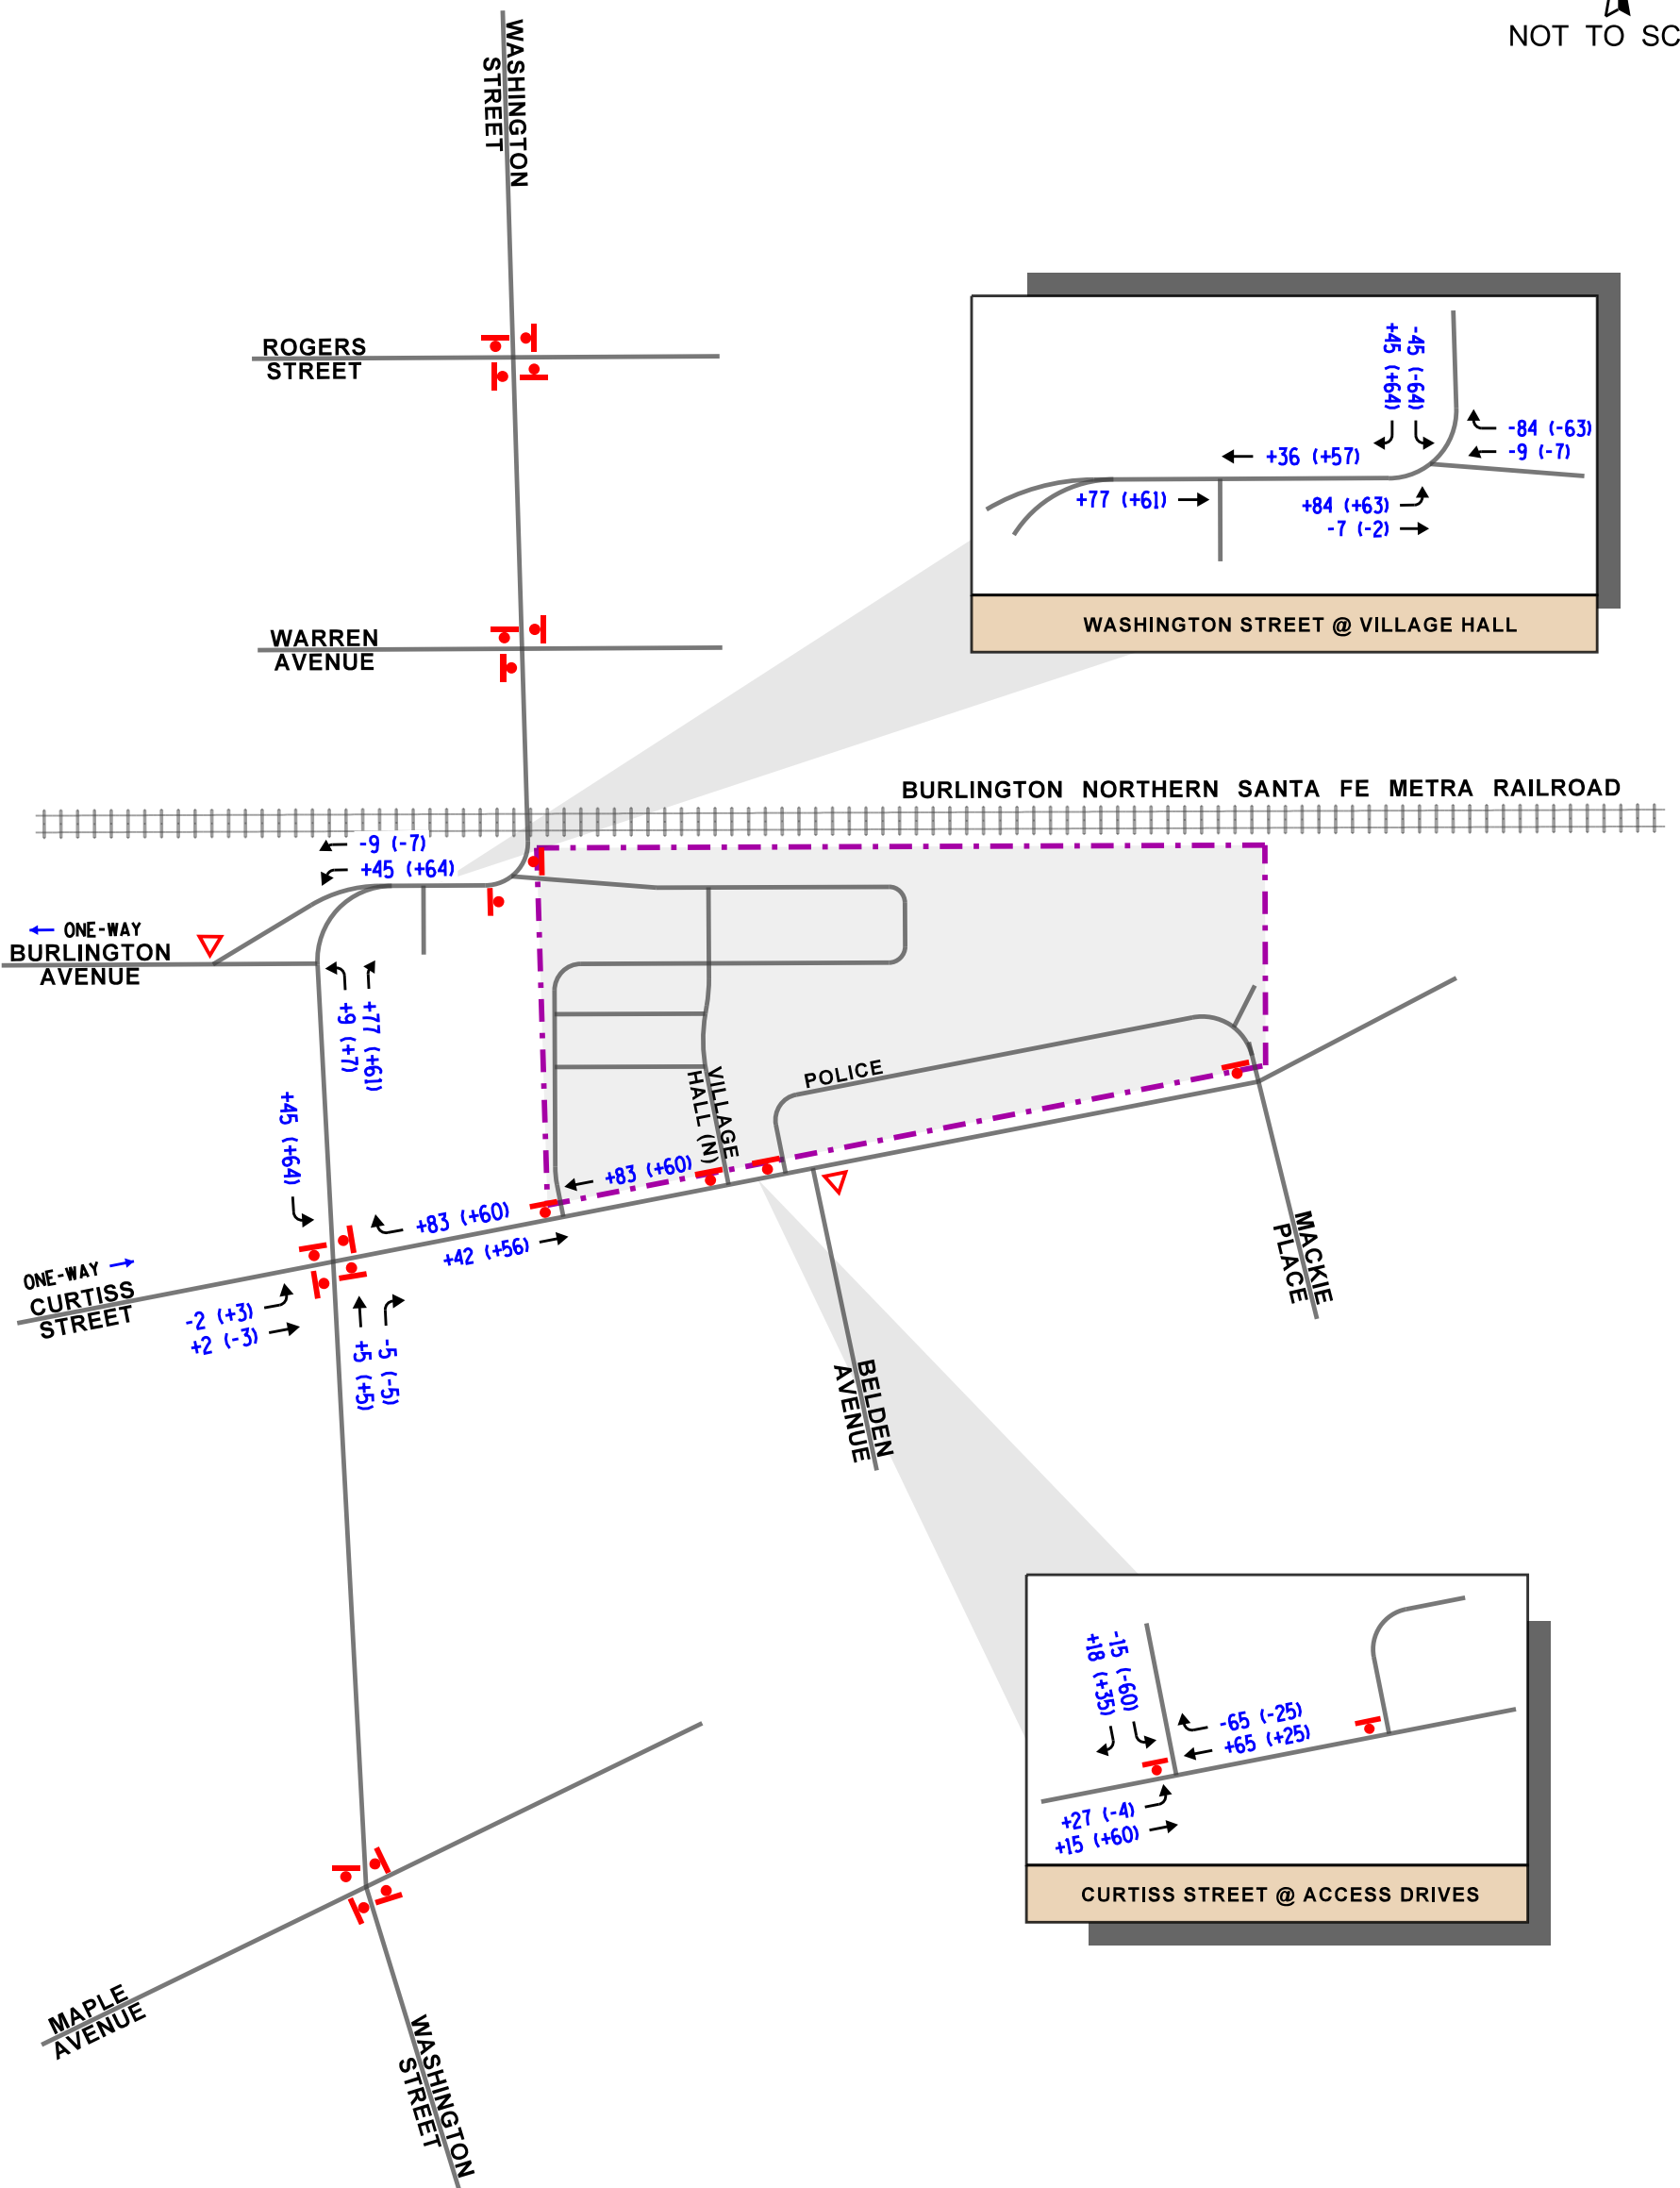 NOT TO SC
WASHINGTON
STREET
ROGERS
STREET
-45 (-64)
+45 (+64)
-84 (-63)
-9 (-7)
+36 (+57)
+77 (+61)
+84 (+63)
-7 (-2)
WASHINGTON STREET @ VILLAGE HALL
WARREN
AVENUE
BURLINGTON NORTHERN SANTA FE METRA RAILROAD
-9 (-7)
+45 (+64)
ONE-WAY
BURLINGTON
AVENUE
+77 (+61)
+9 (+7)
+45 (+64)
POLICE
VILLAGE
HALL (N)
+83 (+60)
+83 (+60)
+42 (+56)
ONE-WAY
CURTISS
STREET
-2 (+3)
+2 (-3)
-5 (-5)
+5 (+5)
MACKIE
PLACE
BELDEN
AVENUE
-15 (-60)
+18 (+35)
-65 (-25)
+65 (+25)
+27 (-4)
+15 (+60)
CURTISS STREET @ ACCESS DRIVES
MAPLE
AVENUE
WASHINGTON
STREET